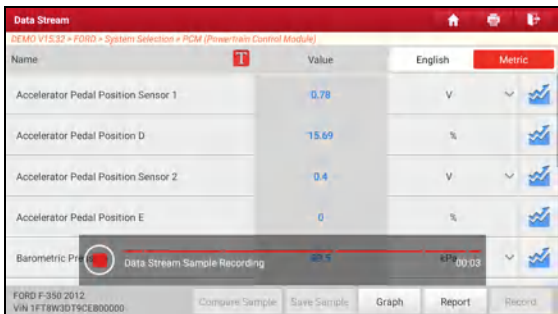 Data Stream
DEMO V15:32 > FORD > System Selection > PCM (Powertrain Control Module)
Name T Value English Metric
Accelerator Pedal Position Sensor 1 0.78 V
Accelerator Pedal Position D 15.69 %
Accelerator Pedal Position Sensor 2 0.4 V
Accelerator Pedal Position E 0 %
Barometric kPa
Data Stream Sample Recording 00:03
FORD F-350 2012
VIN 1FT8W3DT9CEB00000
Compare Sample Save Sample Graph Report Record